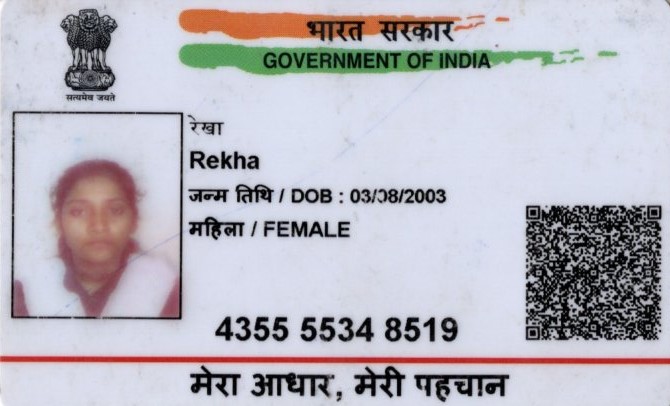 भारत सरकार
GOVERNMENT OF INDIA
सत्यमेव जयते
रेखा
Rekha
जन्म तिथि / DOB : 03/08/2003
महिला / FEMALE
4355 5534 8519
मेरा आधार, मेरी पहचान